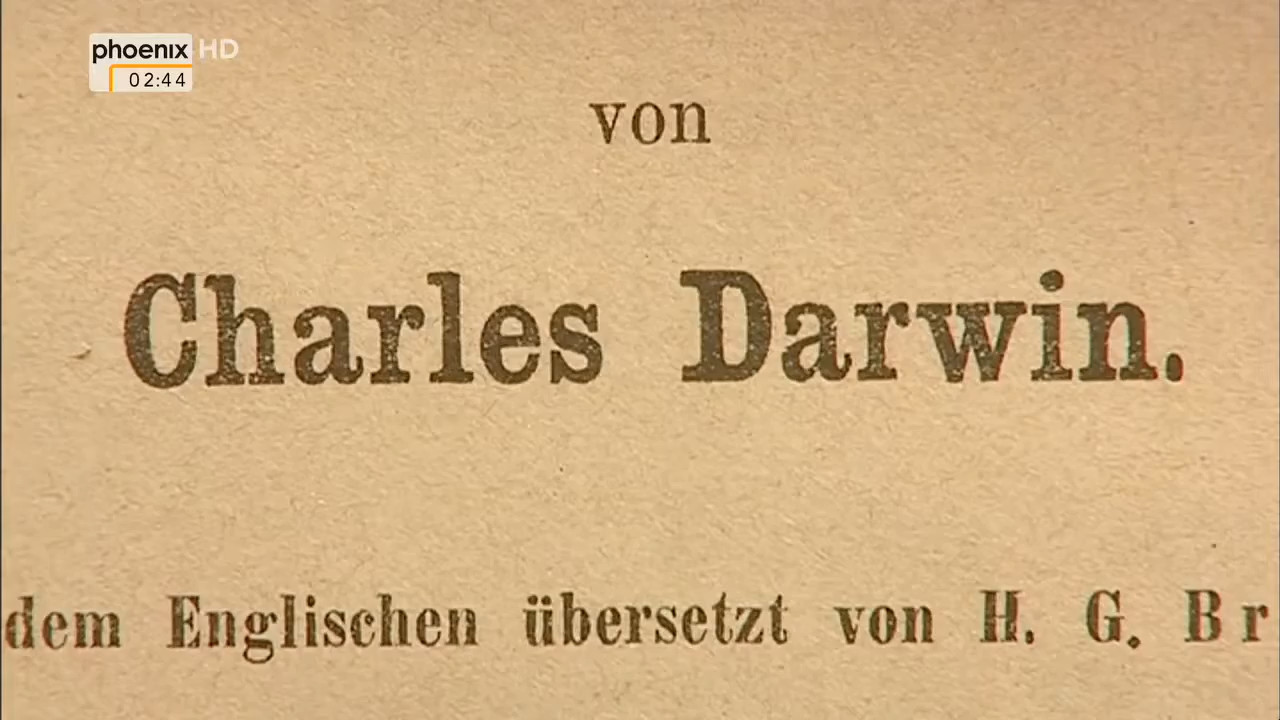 phoenix HD
02:44
von
Charles Darwin.
dem Englischen übersetzt von H. G. Br